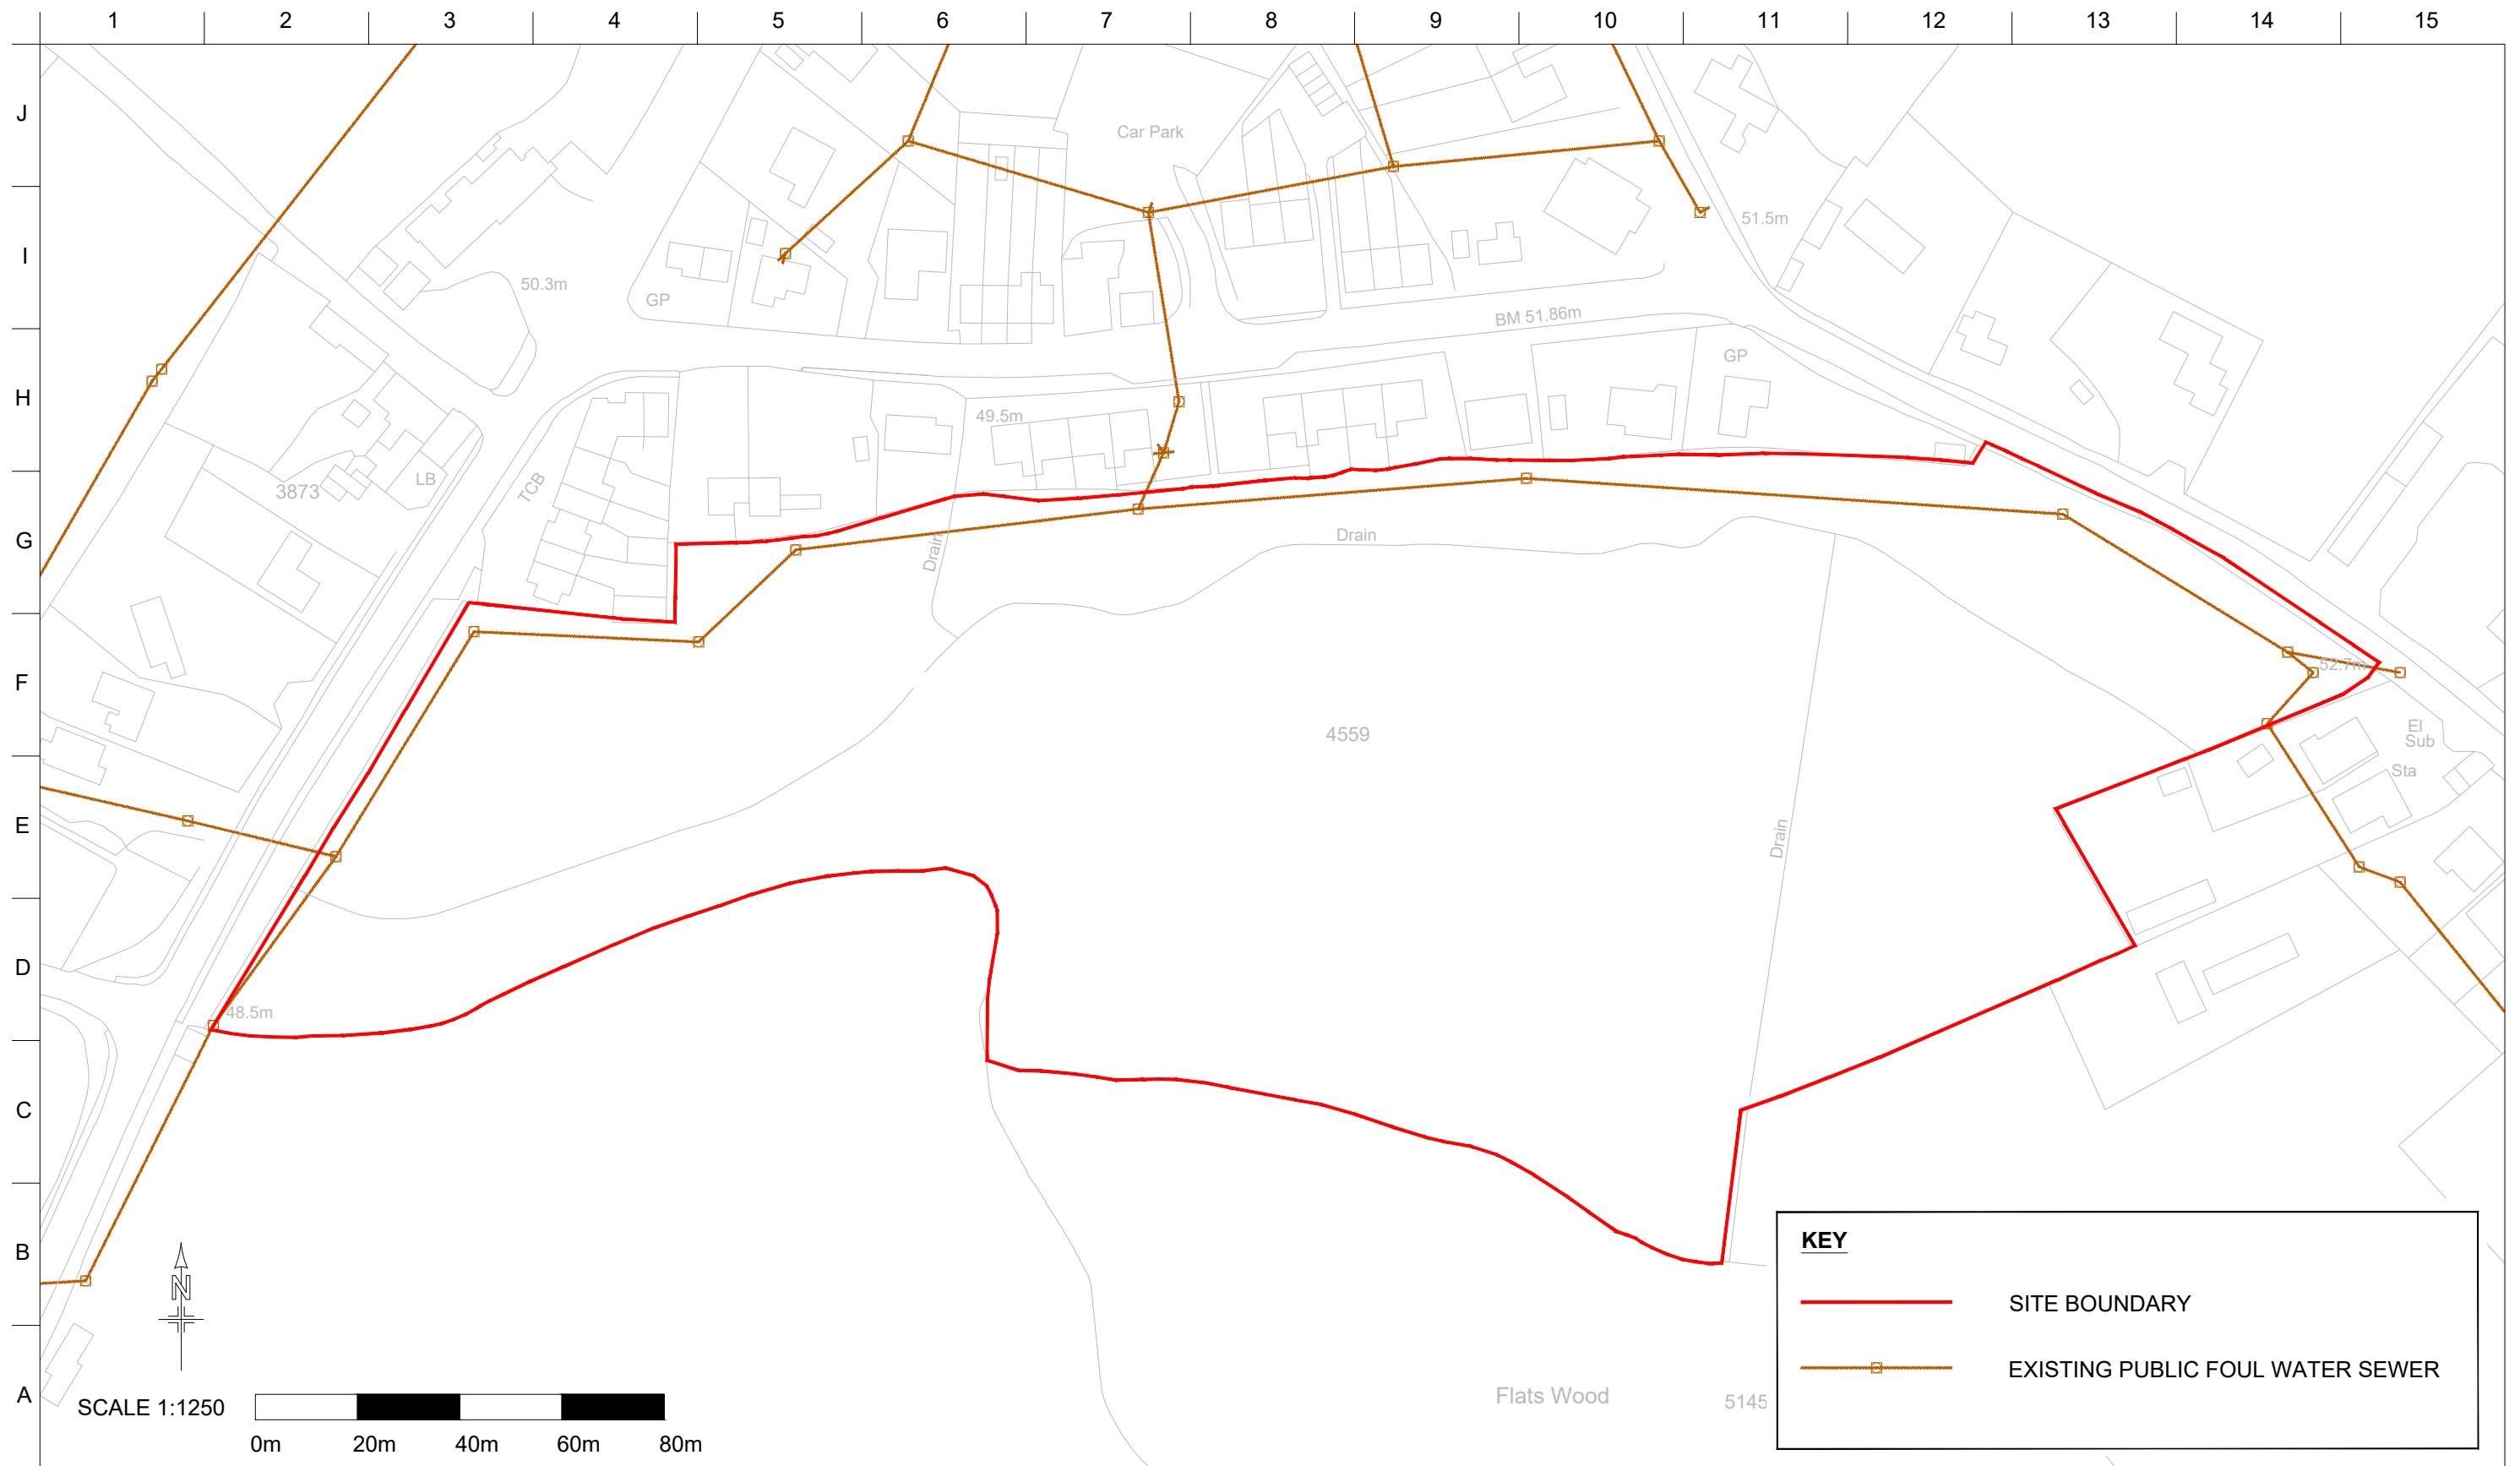 1 2 3 4 5 6 7 8 9 10 11 12 13 14 15
J
Car Park
51.5m
I
50.3m
GP
BM 51.86m
GP
H
49.5m
LB
3873
TCB
G
Drain
Drain
F
52.7m
4559
El
Sub
Sta
E
Drain
D
48.5m
C
B
N
KEY
SITE BOUNDARY
EXISTING PUBLIC FOUL WATER SEWER
A
Flats Wood
5145
SCALE 1:1250
0m 20m 40m 60m 80m